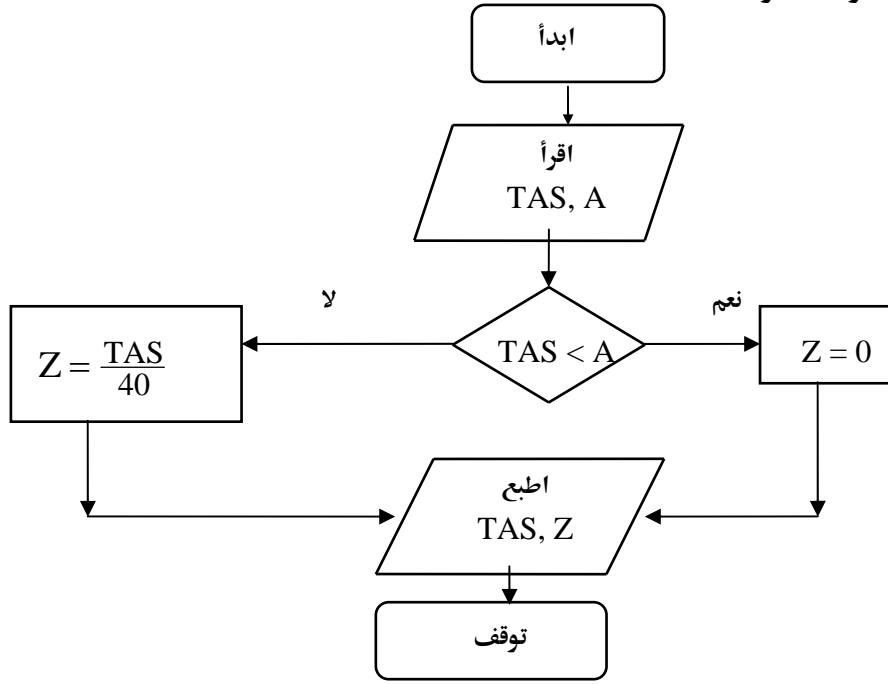 ابدأ
اقرأ
TAS, A
نعم
لا
TAS < A
Z = 0
Z = TAS/40
اطبع
TAS, Z
توقف